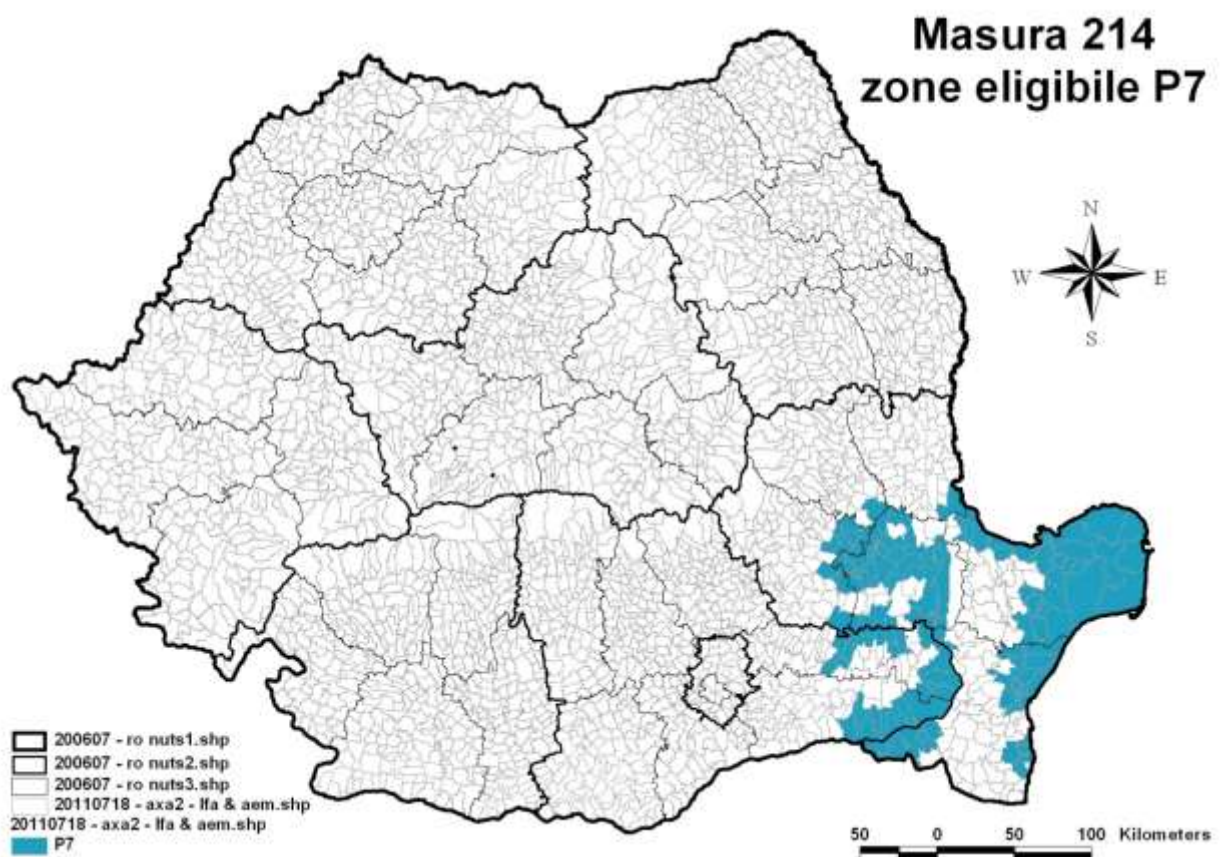 Masura 214
zone eligibile P7
N
W E
S
200607 - ro nuts1.shp
200607 - ro nuts2.shp
200607 - ro nuts3.shp
20110718 - axa2 - lfa & aem.shp
20110718 - axa2 - lfa & aem.shp
P7
50 0 50 100 Kilometers